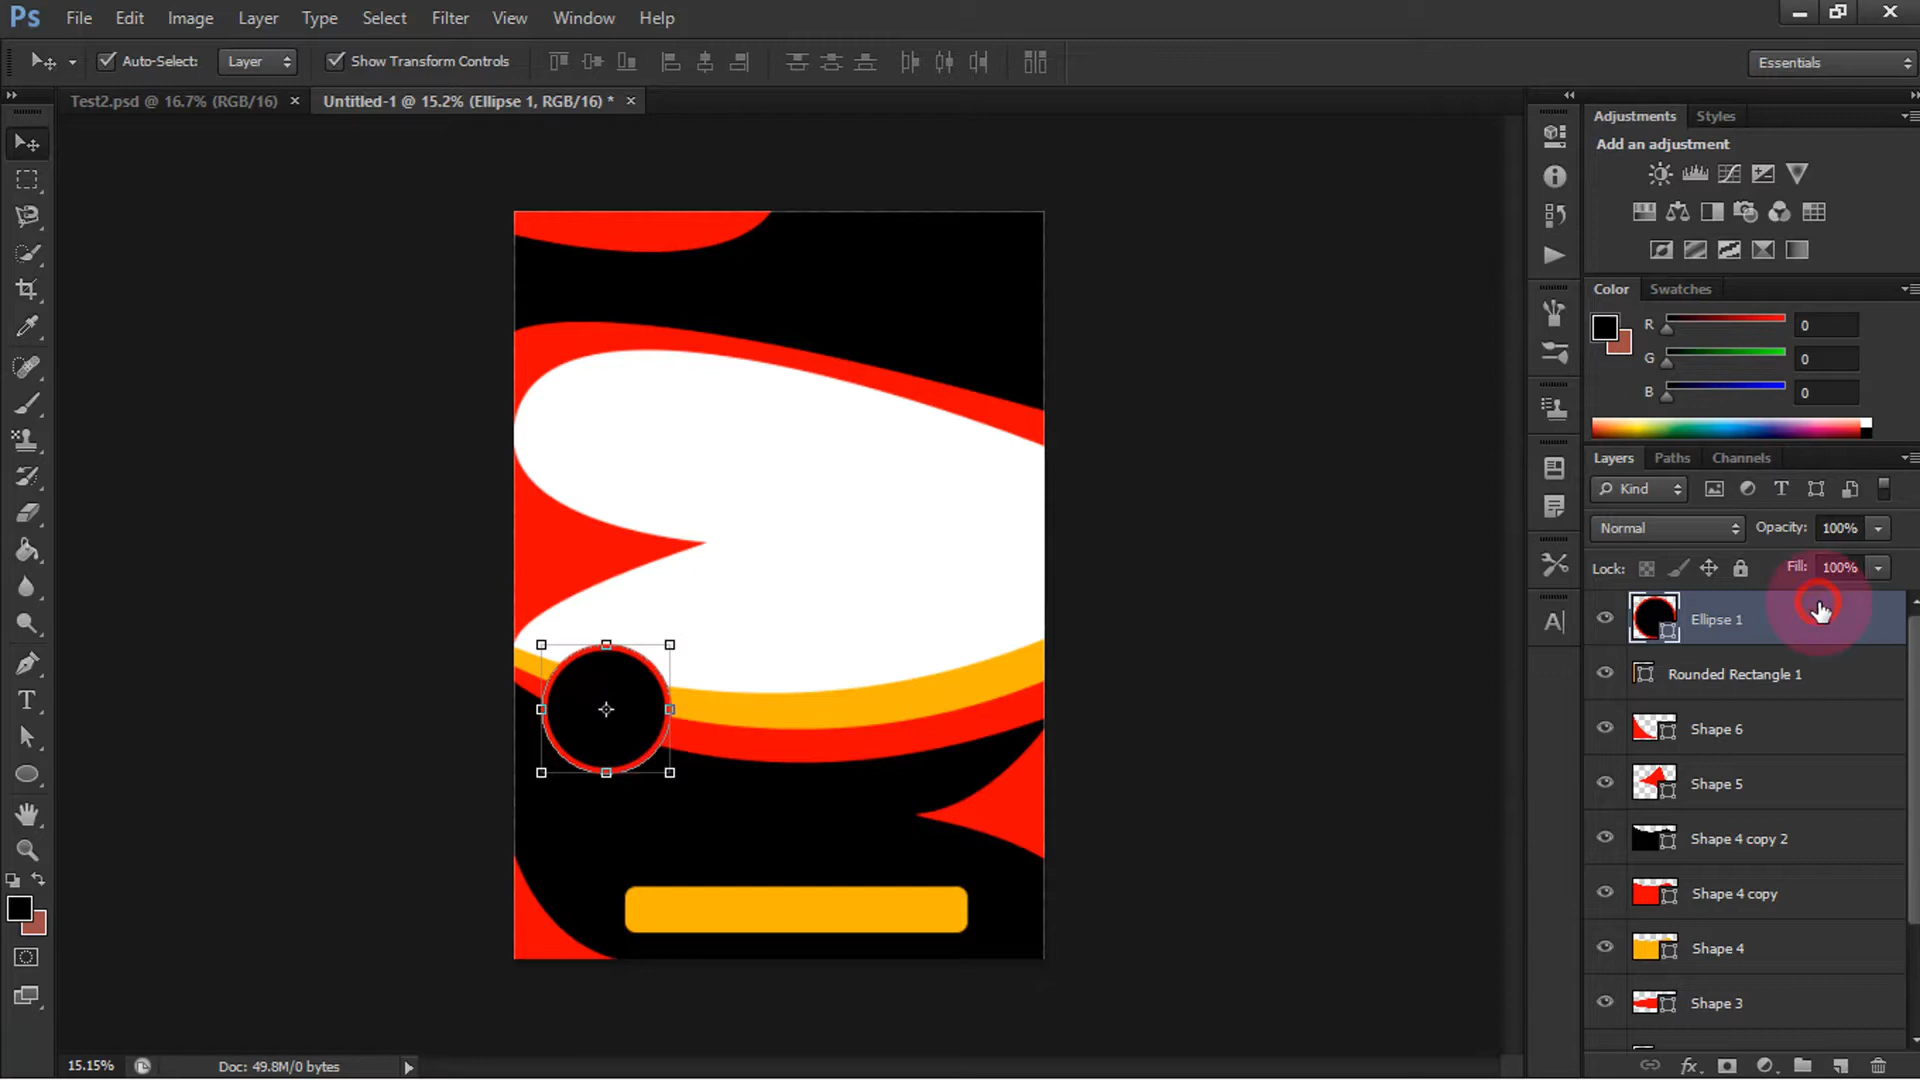 Ps File Edit Image Layer Type Select Filter View Window Help
Auto-Select: Layer Show Transform Controls Essentials
Test2.psd @ 16.7% (RGB/16) × Untitled-1 @ 15.2% (Ellipse 1, RGB/16) * ×
Adjustments Styles
Add an adjustment
Color Swatches
R 0
G 0
B 0
Layers Paths Channels
Kind
Normal Opacity: 100%
Lock: Fill: 100%
Ellipse 1
Rounded Rectangle 1
Shape 6
Shape 5
Shape 4 copy 2
Shape 4 copy
Shape 4
Shape 3
15.15% Doc: 49.8M/0 bytes
fx